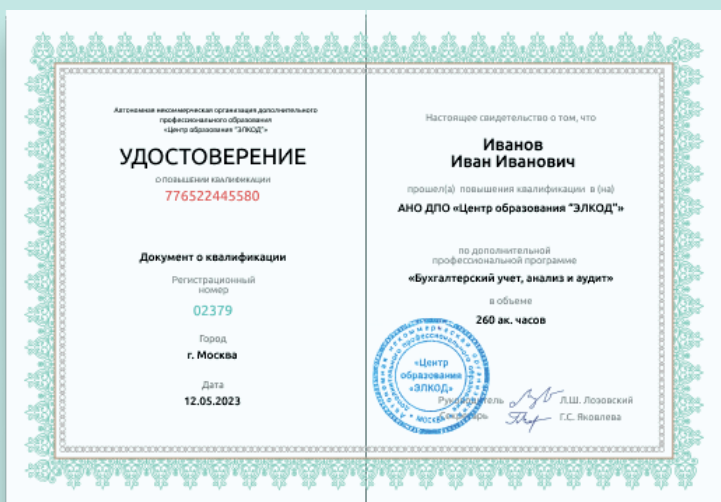 Автономная некоммерческая организация дополнительного
профессионального образования
«Центр образования "ЭЛКОД"»
УДОСТОВЕРЕНИЕ
О ПОВЫШЕНИИ КВАЛИФИКАЦИИ
776522445580
Документ о квалификации
Регистрационный
номер
02379
Город
г. Москва
Дата
12.05.2023
Настоящее свидетельство о том, что
Иванов
Иван Иванович
прошел(а) повышения квалификации в (на)
АНО ДПО «Центр образования "ЭЛКОД"»
по дополнительной
профессиональной программе
«Бухгалтерский учет, анализ и аудит»
в объеме
260 ак. часов
«Центр
образования
«ЭЛКОД»
Руководитель Л.Ш. Лозовский
Секретарь Г.С. Яковлева